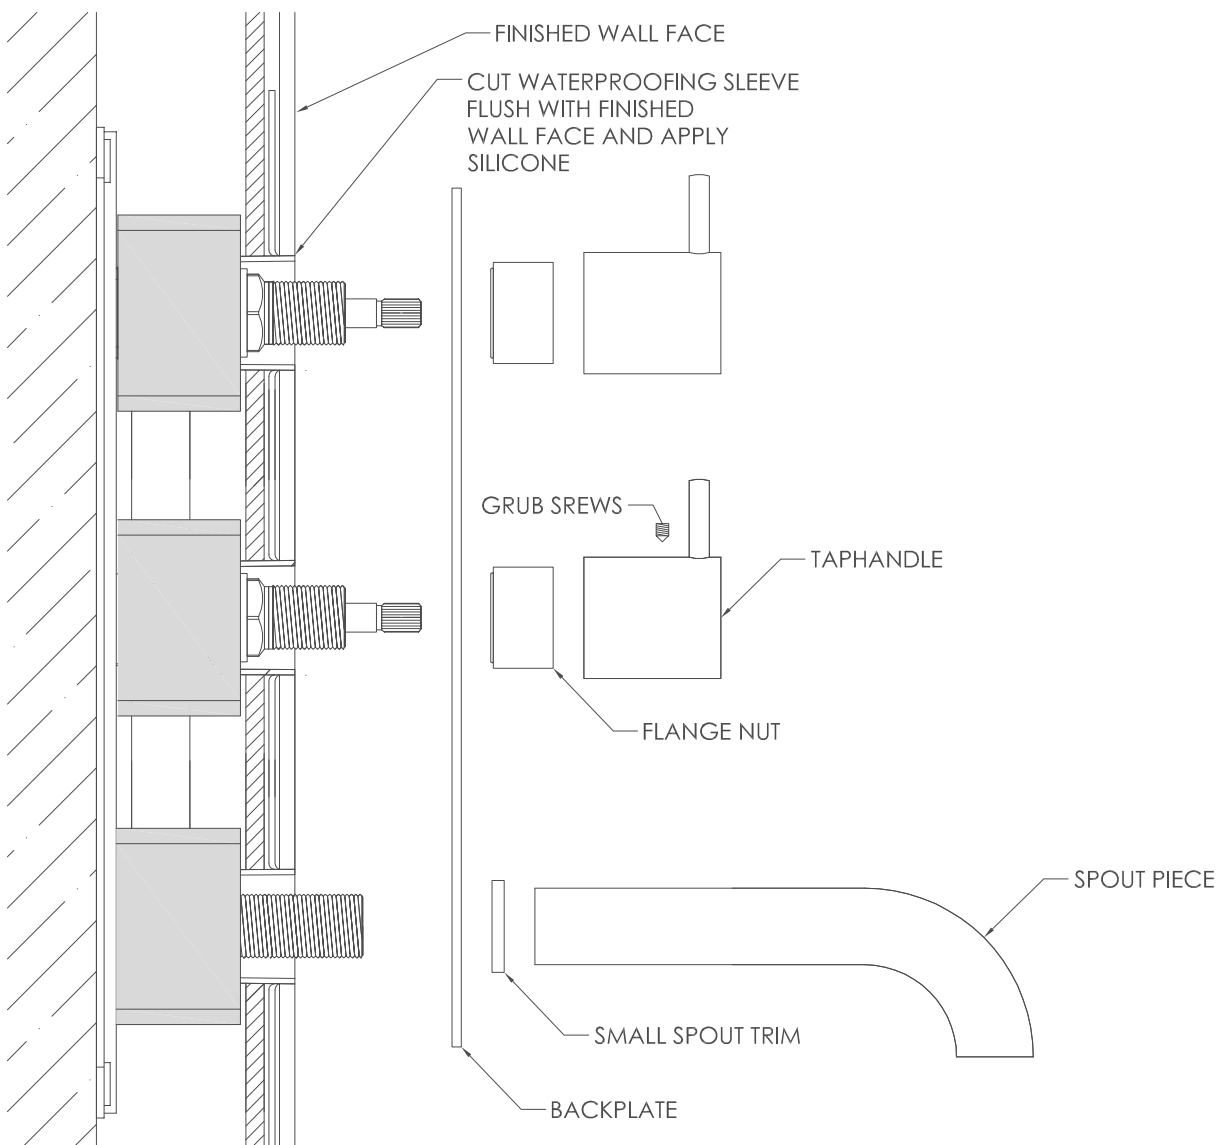 FINISHED WALL FACE
CUT WATERPROOFING SLEEVE
FLUSH WITH FINISHED
WALL FACE AND APPLY
SILICONE
GRUB SREWS
TAPHANDLE
FLANGE NUT
SPOUT PIECE
SMALL SPOUT TRIM
BACKPLATE